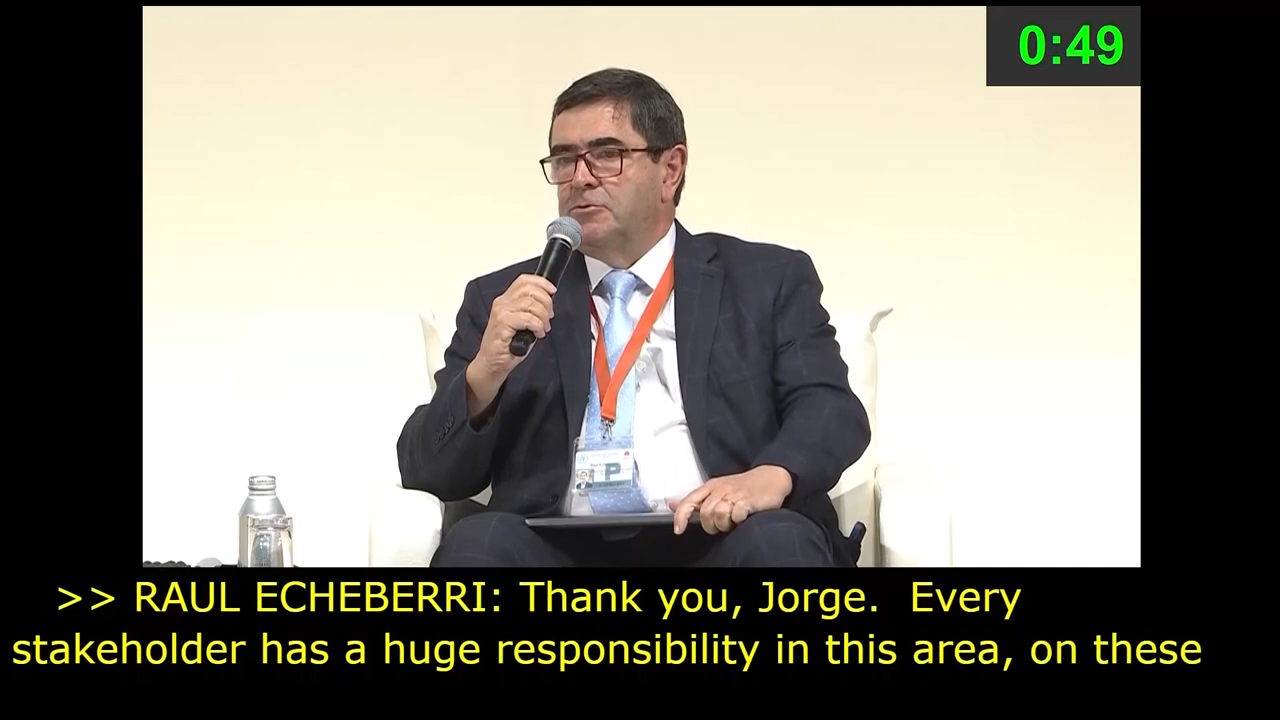 0:49
P
>> RAUL ECHEBERRI: Thank you, Jorge.  Every
stakeholder has a huge responsibility in this area, on these